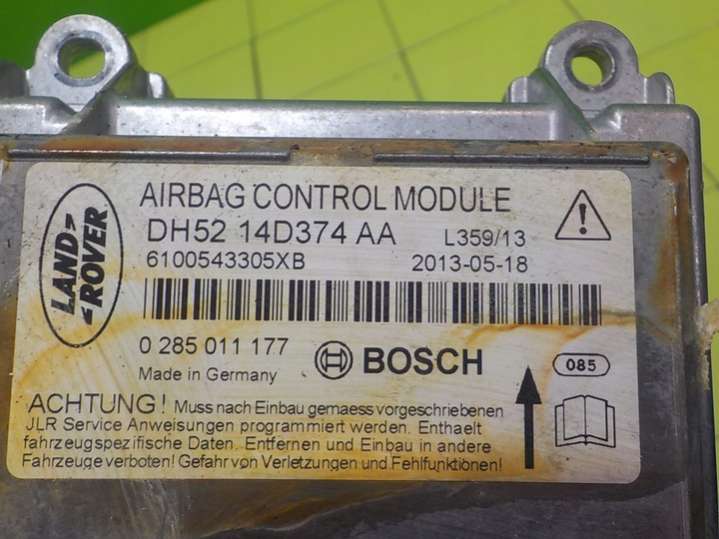 LAND ROVER
AIRBAG CONTROL MODULE
DH52 14D374 AA L359/13
6100543305XB 2013-05-18
0 285 011 177 BOSCH 085
Made in Germany
ACHTUNG! Muss nach Einbau gemaess vorgeschriebenen
JLR Service Anweisungen programmiert werden. Enthaelt
fahrzeugspezifische Daten. Entfernen und Einbau in andere
Fahrzeuge verboten! Gefahr von Verletzungen und Fehlfunktionen!